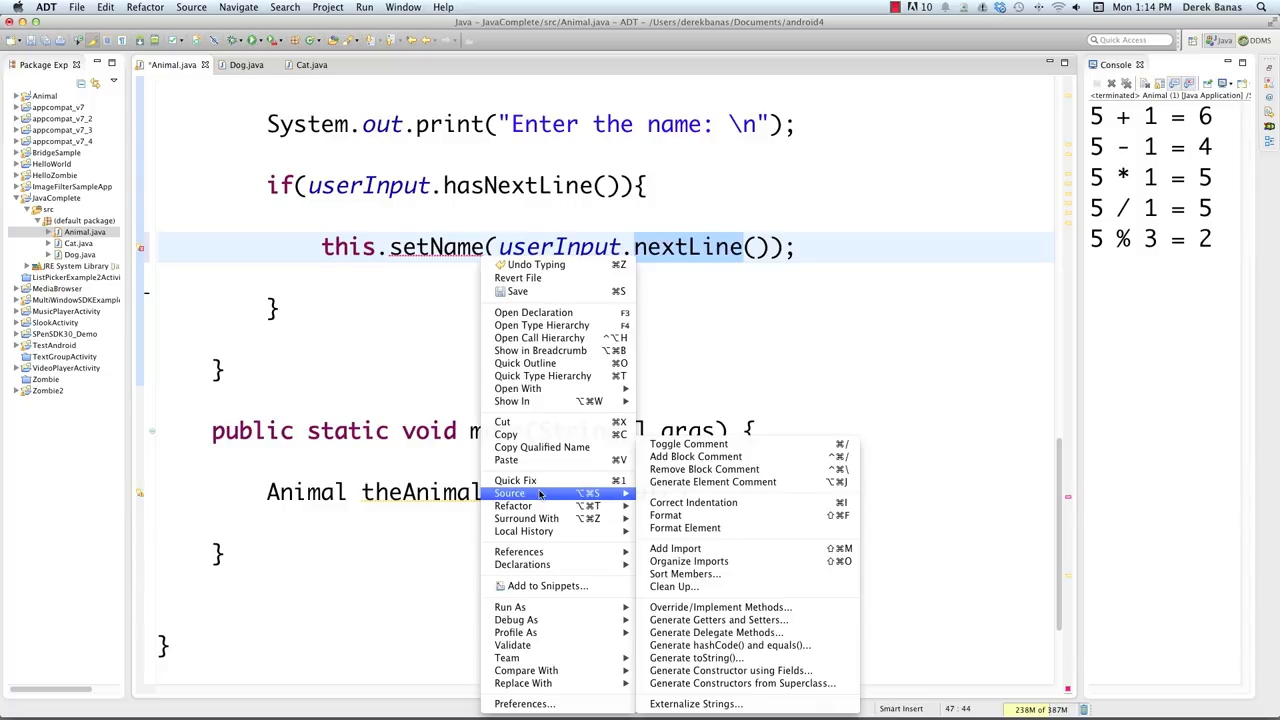 ADT File Edit Refactor Source Navigate Search Project Run Window Help 10 Mon 1:14 PM Derek Banas
Java - JavaComplete/src/Animal.java - ADT - /Users/derekbanas/Documents/android4
Quick Access Java DDMS
Package Exp
Animal
appcompat_v7
appcompat_v7_2
appcompat_v7_3
appcompat_v7_4
BridgeSample
HelloWorld
HelloZombie
ImageFilterSampleApp
JavaComplete
src
(default package)
Animal.java
Cat.java
Dog.java
JRE System Library [Ja
ListPickerExample2Activi
MediaBrowser
MultiWindowSDKExample
MusicPlayerActivity
SlookActivity
SPenSDK30_Demo
TestAndroid
TextGroupActivity
VideoPlayerActivity
Zombie
Zombie2
*Animal.java Dog.java Cat.java
System.out.print("Enter the name: \n");
if(userInput.hasNextLine()){
this.setName(userInput.nextLine());
}
}
public static void m args) {
Animal theAnimal
}
}
Undo Typing ⌘Z
Revert File
Save ⌘S
Open Declaration F3
Open Type Hierarchy F4
Open Call Hierarchy ^⌥H
Show in Breadcrumb ⌥⌘B
Quick Outline ⌘O
Quick Type Hierarchy ⌘T
Open With
Show In ⌥⌘W
Cut ⌘X
Copy ⌘C
Copy Qualified Name
Paste ⌘V
Quick Fix ⌘1
Source ⌥⌘S
Refactor ⌥⌘T
Surround With ⌥⌘Z
Local History
References
Declarations
Add to Snippets...
Run As
Debug As
Profile As
Validate
Team
Compare With
Replace With
Preferences...
Toggle Comment ⌘/
Add Block Comment ^⌘/
Remove Block Comment ^⌘\
Generate Element Comment ⌥⌘J
Correct Indentation ⌘I
Format ⇧⌘F
Format Element
Add Import ⇧⌘M
Organize Imports ⇧⌘O
Sort Members...
Clean Up...
Override/Implement Methods...
Generate Getters and Setters...
Generate Delegate Methods...
Generate hashCode() and equals()...
Generate toString()...
Generate Constructor using Fields...
Generate Constructors from Superclass...
Externalize Strings...
Console
<terminated> Animal (1) [Java Application] /S
5 + 1 = 6
5 - 1 = 4
5 * 1 = 5
5 / 1 = 5
5 % 3 = 2
Smart Insert 47 : 44 238M of 387M